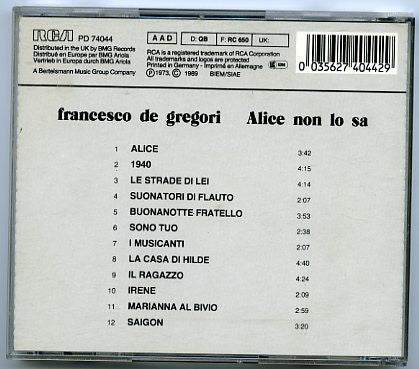 RCA PD 74044
A A D D: OB F: RC 650 UK:
Distributed in the UK by BMG Records
Distribué en Europe par BMG Ariola
Vertrieb in Europa durch BMG Ariola
A Bertelsmann Music Group Company
RCA is a registered trademark of RCA Corporation
All trademarks and logos are protected
Printed in Germany - Imprimé en Allemagne
Ⓟ1973, © 1989 BIEM/SIAE
0 035627 404429
francesco de gregori Alice non lo sa
1 ALICE 3:42
2 1940 4:15
3 LE STRADE DI LEI 4:14
4 SUONATORI DI FLAUTO 2:07
5 BUONANOTTE FRATELLO 3:53
6 SONO TUO 2:38
7 I MUSICANTI 2:07
8 LA CASA DI HILDE 4:40
9 IL RAGAZZO 4:24
10 IRENE 2:09
11 MARIANNA AL BIVIO 2:59
12 SAIGON 3:20